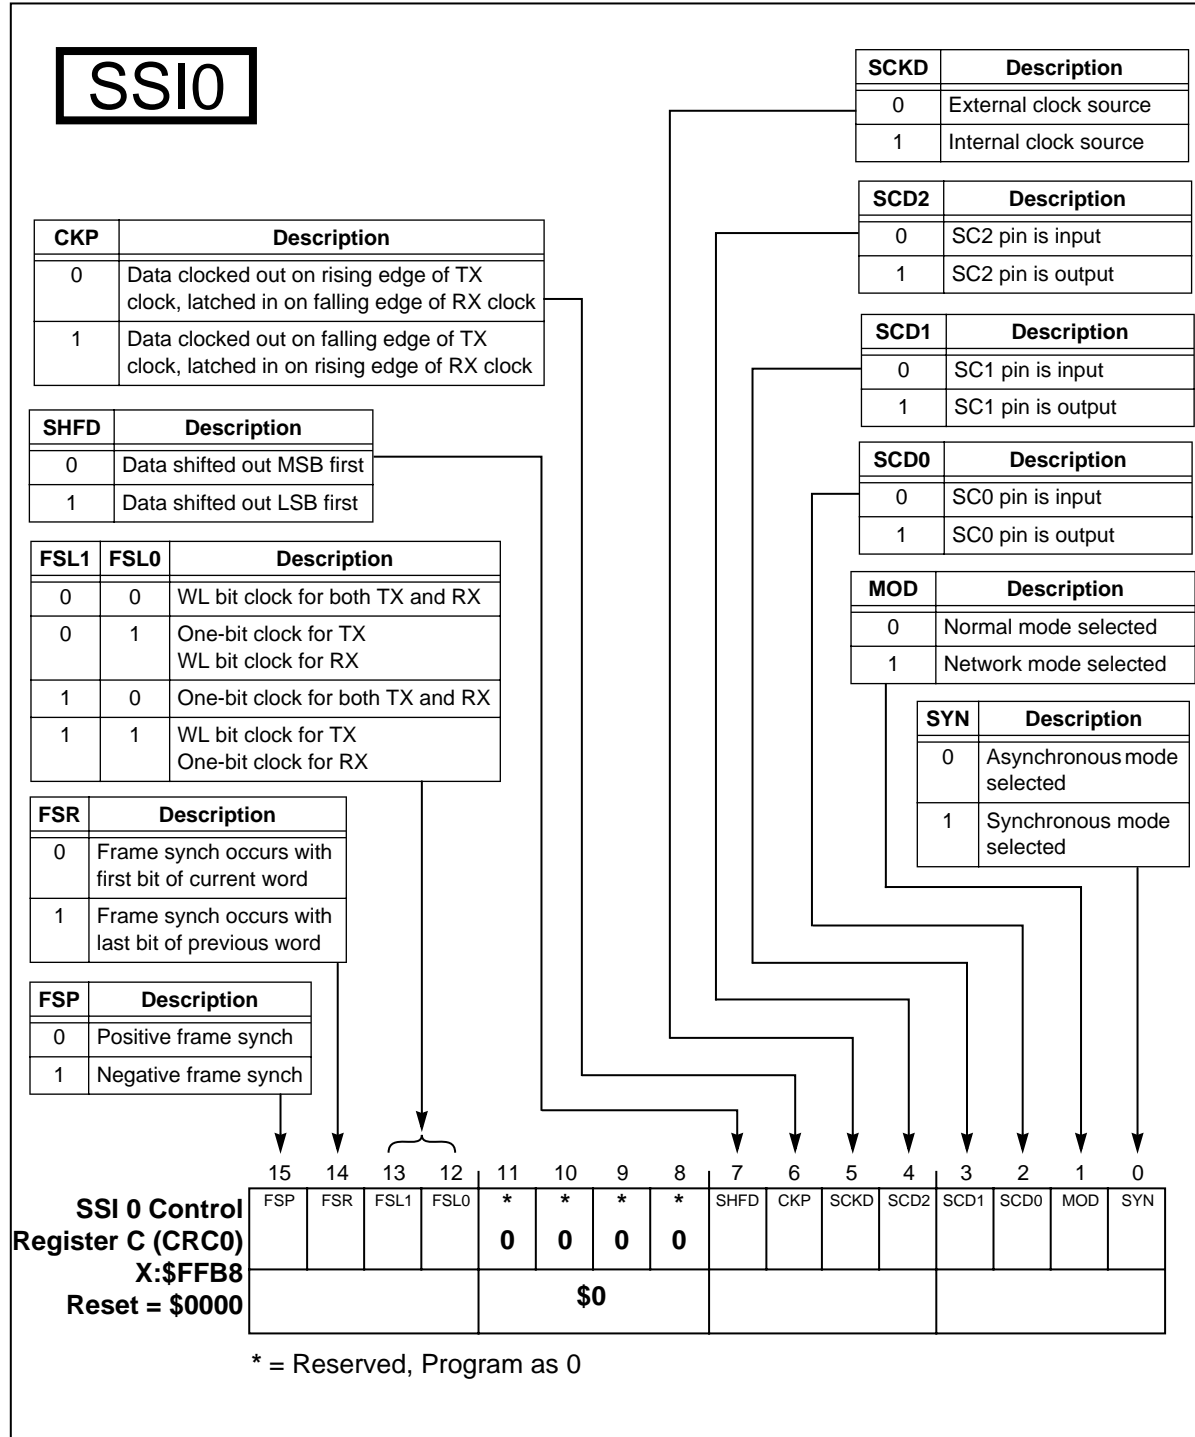 SSI0
SCKD Description
0 External clock source
1 Internal clock source
SCD2 Description
0 SC2 pin is input
1 SC2 pin is output
CKP Description
0 Data clocked out on rising edge of TX
clock, latched in on falling edge of RX clock
1 Data clocked out on falling edge of TX
clock, latched in on rising edge of RX clock
SCD1 Description
0 SC1 pin is input
1 SC1 pin is output
SHFD Description
0 Data shifted out MSB first
1 Data shifted out LSB first
SCD0 Description
0 SC0 pin is input
1 SC0 pin is output
FSL1 FSL0 Description
0 0 WL bit clock for both TX and RX
0 1 One-bit clock for TX
WL bit clock for RX
1 0 One-bit clock for both TX and RX
1 1 WL bit clock for TX
One-bit clock for RX
MOD Description
0 Normal mode selected
1 Network mode selected
SYN Description
0 Asynchronous mode
selected
1 Synchronous mode
selected
FSR Description
0 Frame synch occurs with
first bit of current word
1 Frame synch occurs with
last bit of previous word
FSP Description
0 Positive frame synch
1 Negative frame synch
15 14 13 12 11 10 9 8 7 6 5 4 3 2 1 0
FSP FSR FSL1 FSL0 * * * * SHFD CKP SCKD SCD2 SCD1 SCD0 MOD SYN
SSI 0 Control
Register C (CRC0) 0 0 0 0
X:$FFB8
Reset = $0000 $0
* = Reserved, Program as 0